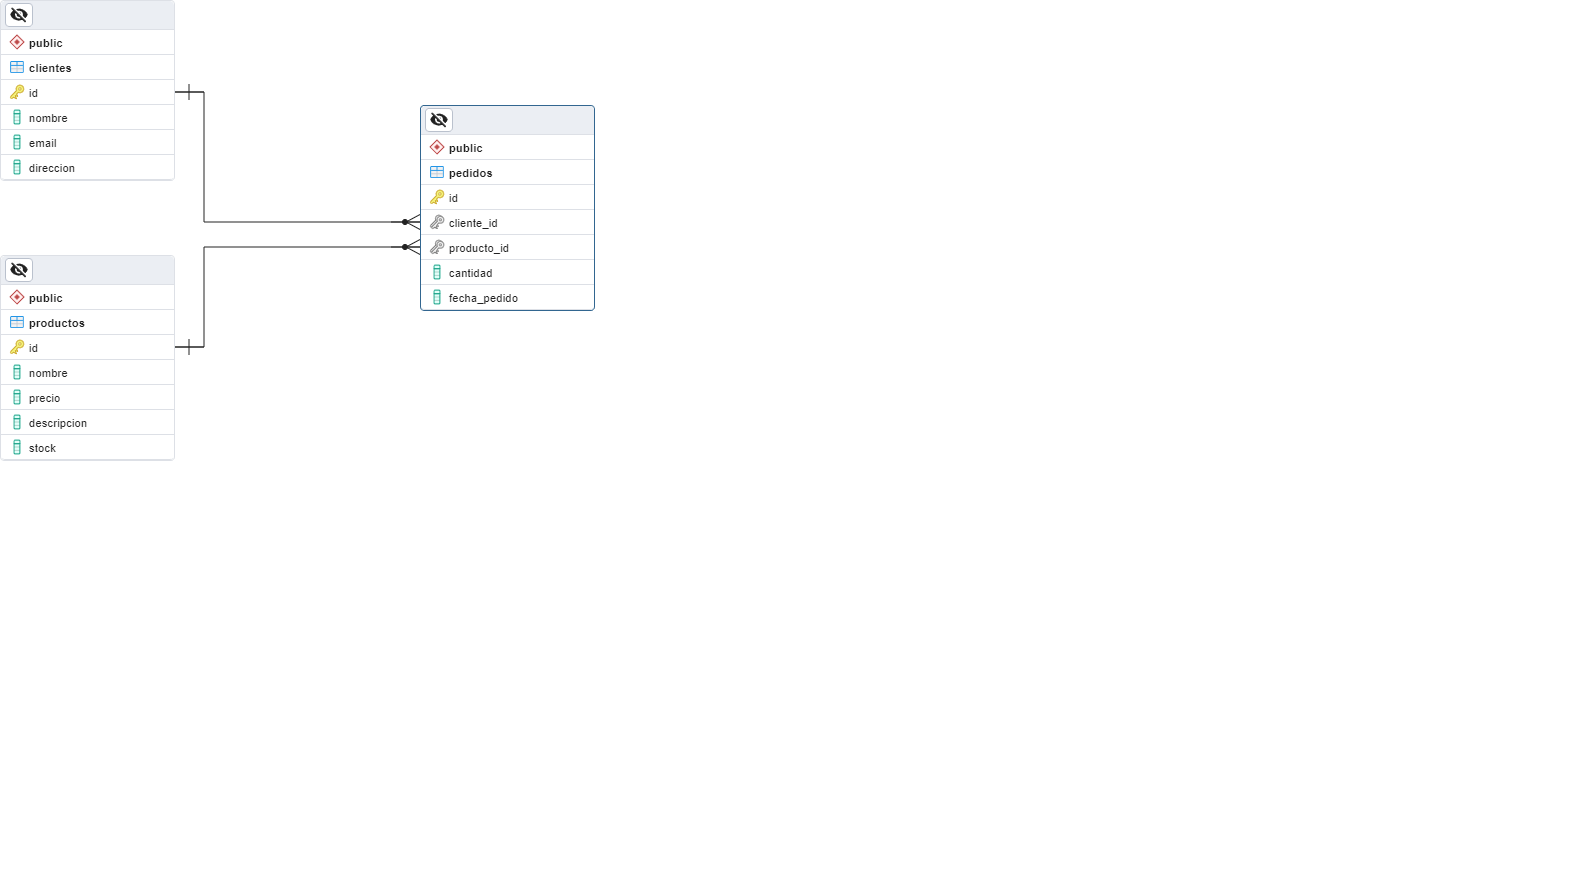 public
clientes
id
nombre
email
direccion
public
productos
id
nombre
precio
descripcion
stock
public
pedidos
id
cliente_id
producto_id
cantidad
fecha_pedido